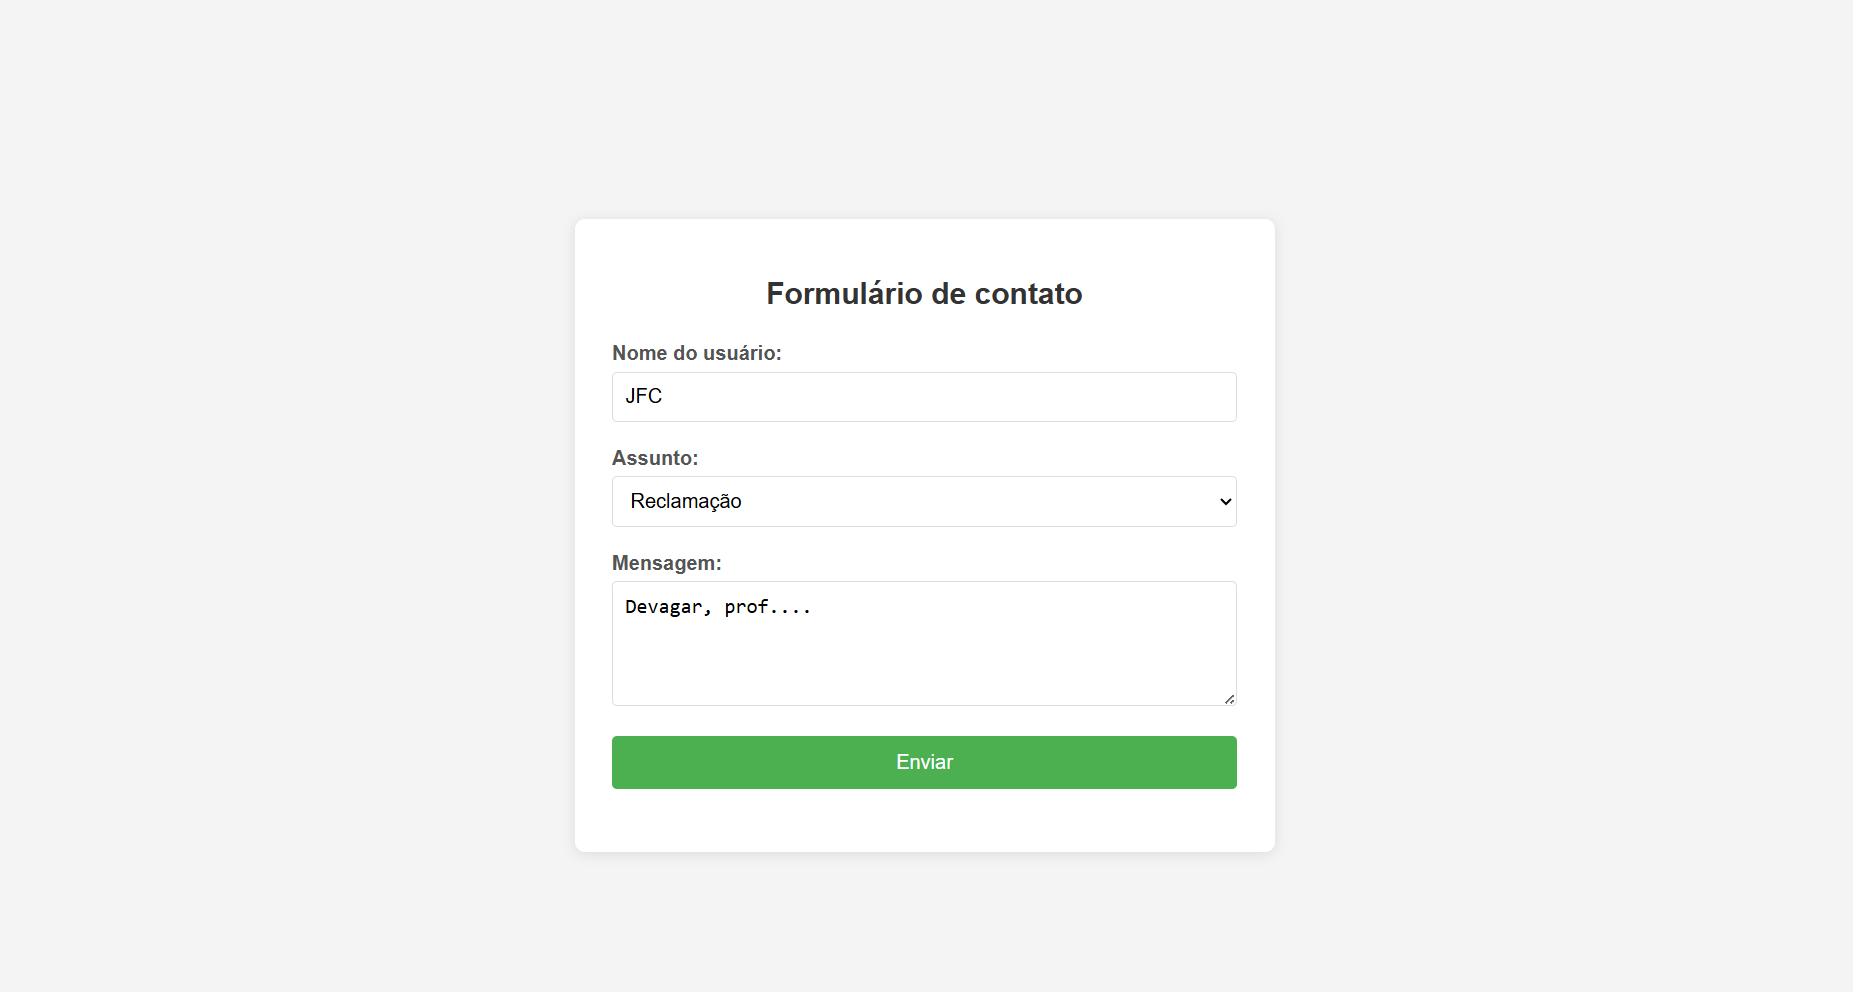 Formulário de contato
Nome do usuário:
JFC
Assunto:
Reclamação
Mensagem:
Devagar, prof....
Enviar